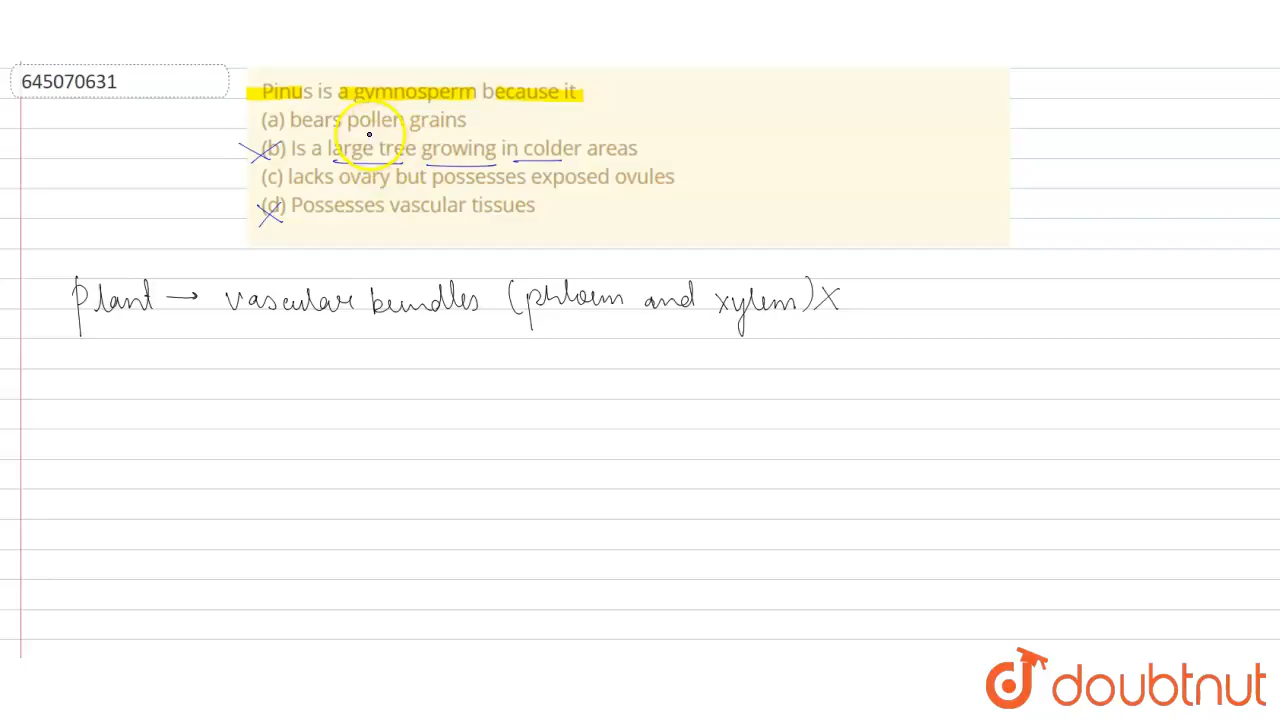 645070631
Pinus is a gymnosperm because it
(a) bears pollen grains
(b) Is a large tree growing in colder areas
(c) lacks ovary but possesses exposed ovules
(d) Possesses vascular tissues
plant → vascular bundles (phloem and xylem) X
doubtnut